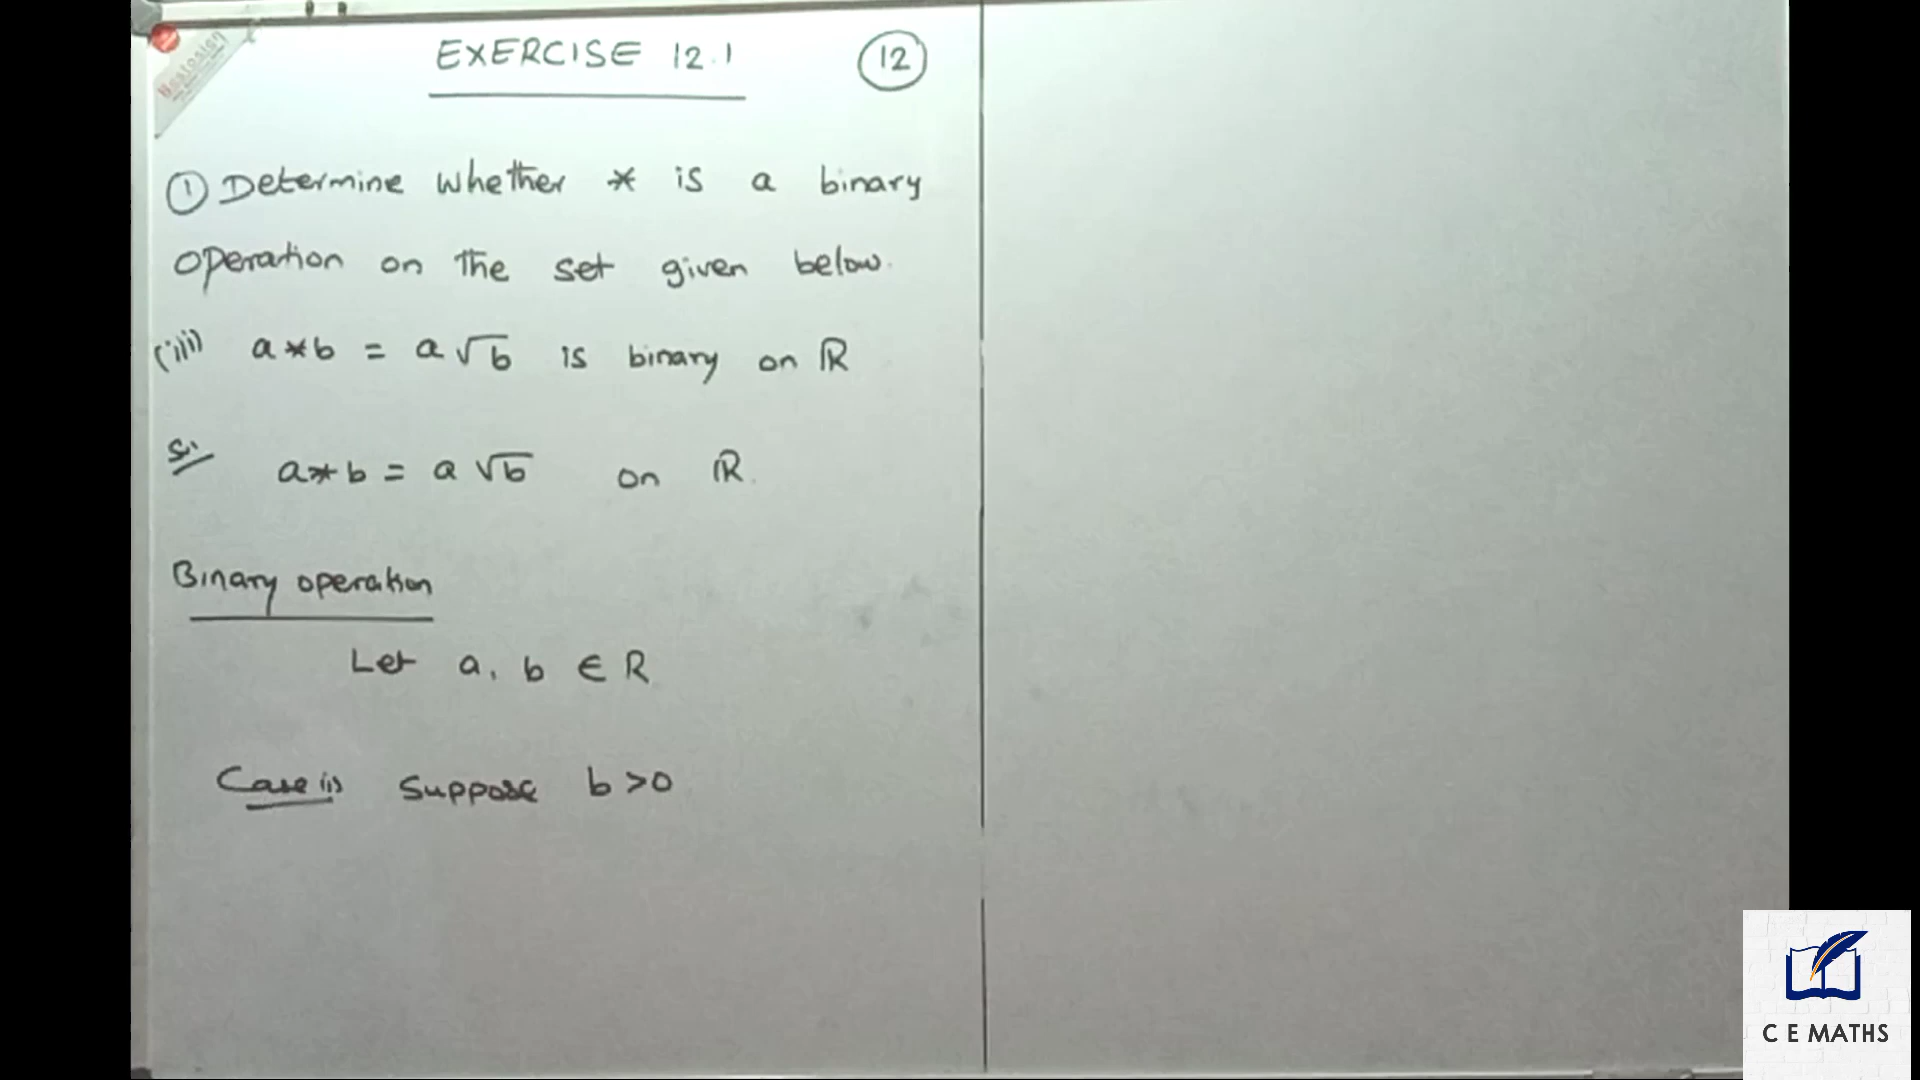 EXERCISE 12.1
12
① Determine whether * is a binary
operation on the set given below.
(iii) a*b = a√b is binary on ℝ
a*b = a√b on ℝ.
Binary operation
Let a, b ∈ R
Case (i) Suppose b>0
C E MATHS